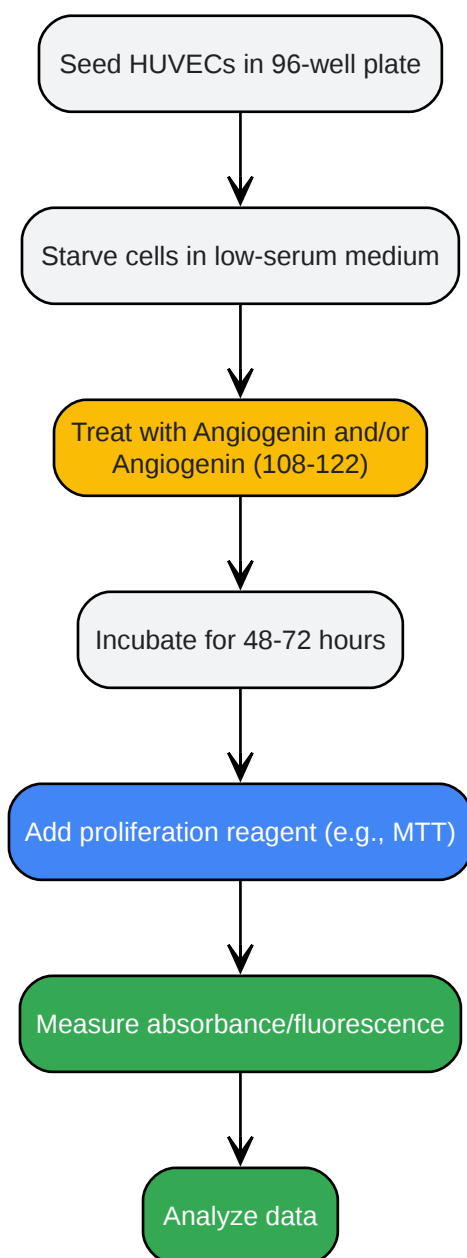 Seed HUVECs in 96-well plate
Starve cells in low-serum medium
Treat with Angiogenin and/or
Angiogenin (108-122)
Incubate for 48-72 hours
Add proliferation reagent (e.g., MTT)
Measure absorbance/fluorescence
Analyze data